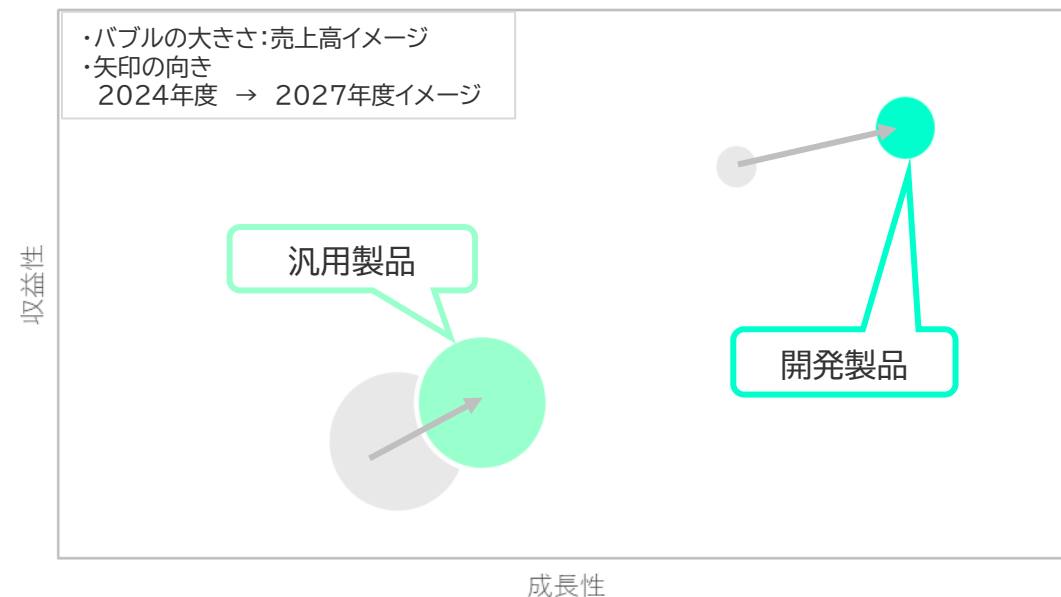 ・バブルの大きさ：売上高イメージ
・矢印の向き
2024年度 → 2027年度イメージ
汎用製品
収益性
開発製品
成長性